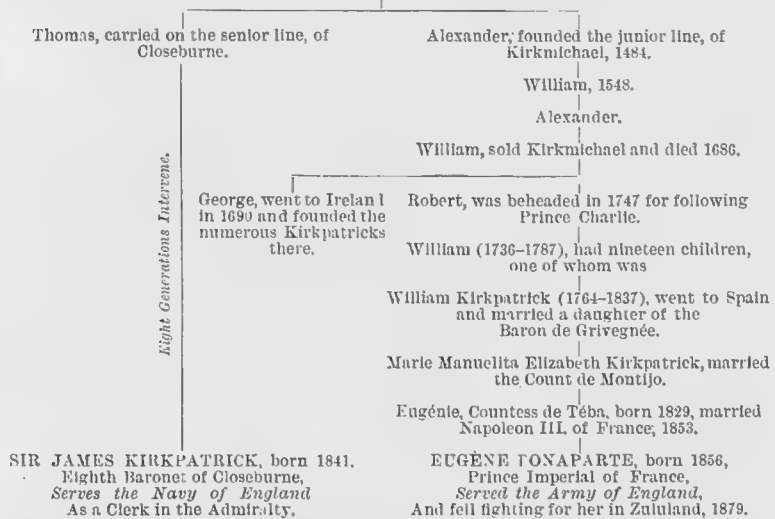 Thomas, carried on the senior line, of
Closeburne.
Alexander, founded the junior line, of
Kirkmichael, 1484.
William, 1548.
Alexander.
William, sold Kirkmichael and died 1686.
Eight Generations Intervene.
George, went to Irelan l
in 1690 and founded the
numerous Kirkpatricks
there.
Robert, was beheaded in 1747 for following
Prince Charlie.
William (1736–1787), had nineteen children,
one of whom was
William Kirkpatrick (1764–1837), went to Spain
and married a daughter of the
Baron de Grivegnée.
Marie Manuelita Elizabeth Kirkpatrick, married
the Count de Montijo.
Eugénie, Countess de Téba, born 1829, married
Napoleon III. of France, 1853.
SIR JAMES KIRKPATRICK, born 1841.
Eighth Baronet of Closeburne,
Serves the Navy of England
As a Clerk in the Admiralty.
EUGÈNE BONAPARTE, born 1856,
Prince Imperial of France,
Served the Army of England,
And fell fighting for her in Zululand, 1879.